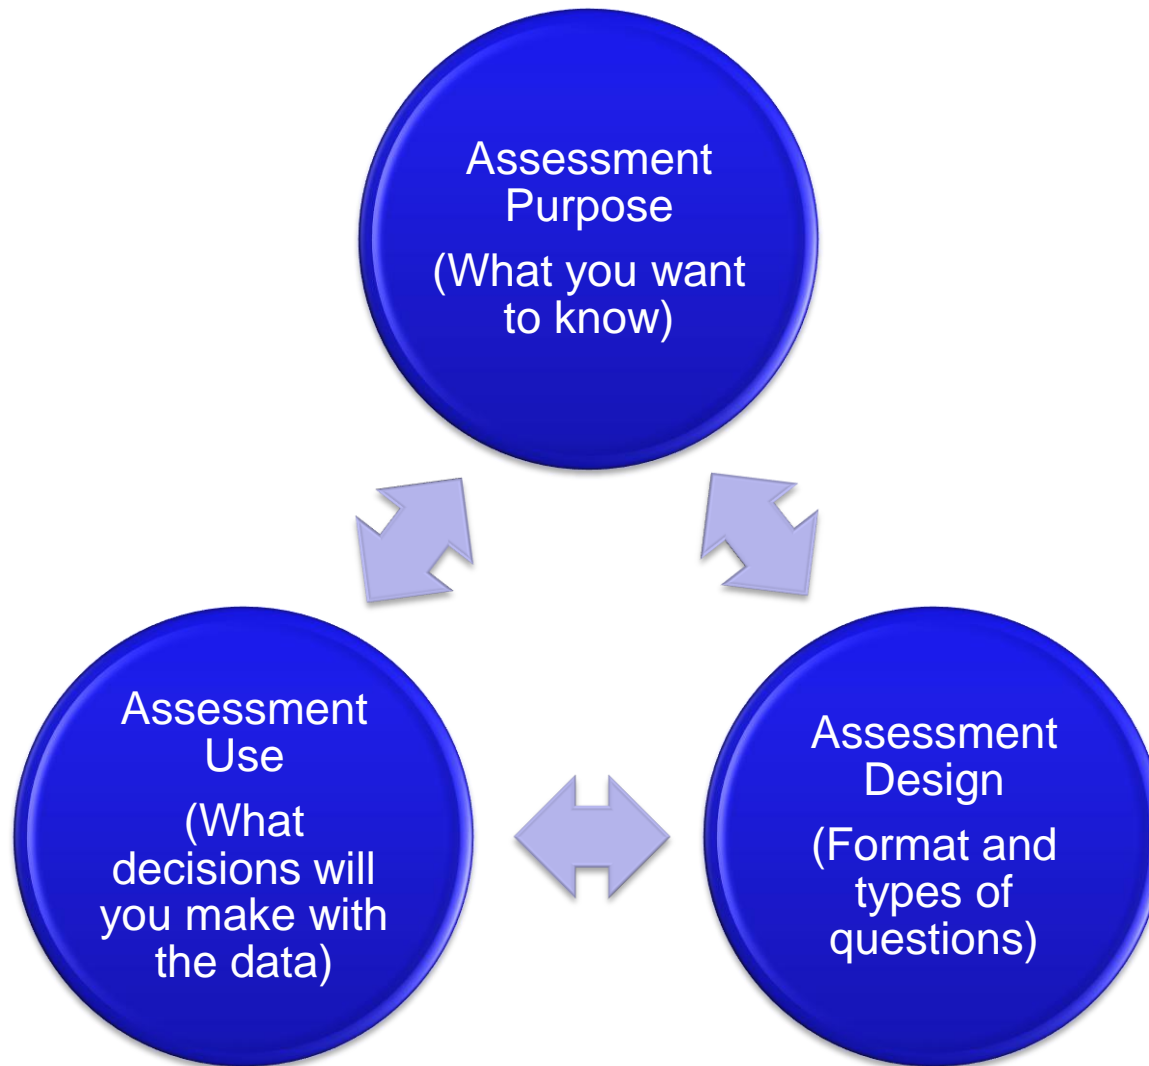 Assessment
Purpose
(What you want
to know)
Assessment
Use
(What
decisions will
you make with
the data)
Assessment
Design
(Format and
types of
questions)